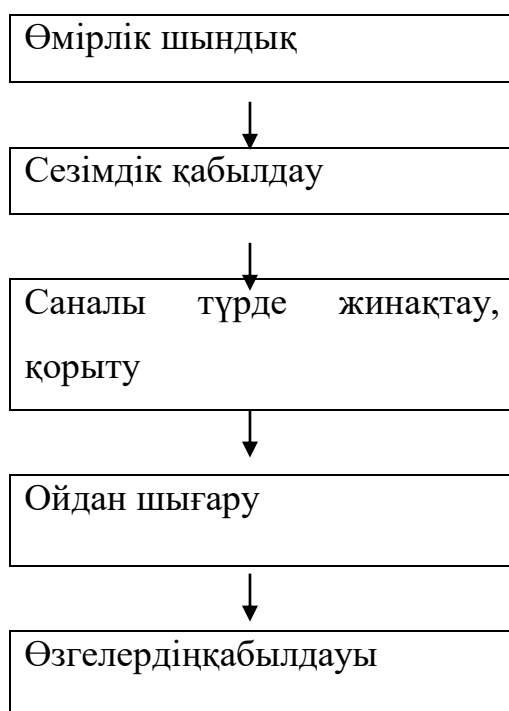 Өмірлік шындық
Сезімдік қабылдау
Саналы түрде жинақтау,
қорыту
Ойдан шығару
Өзгелердіңқабылдауы